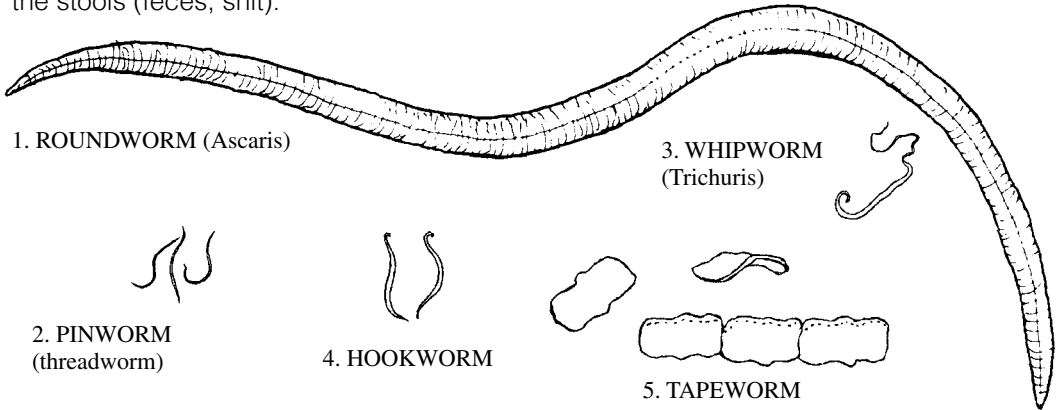 the stools (feces, shit).
1. ROUNDWORM (Ascaris)
3. WHIPWORM
(Trichuris)
2. PINWORM
(threadworm)
4. HOOKWORM
5. TAPEWORM